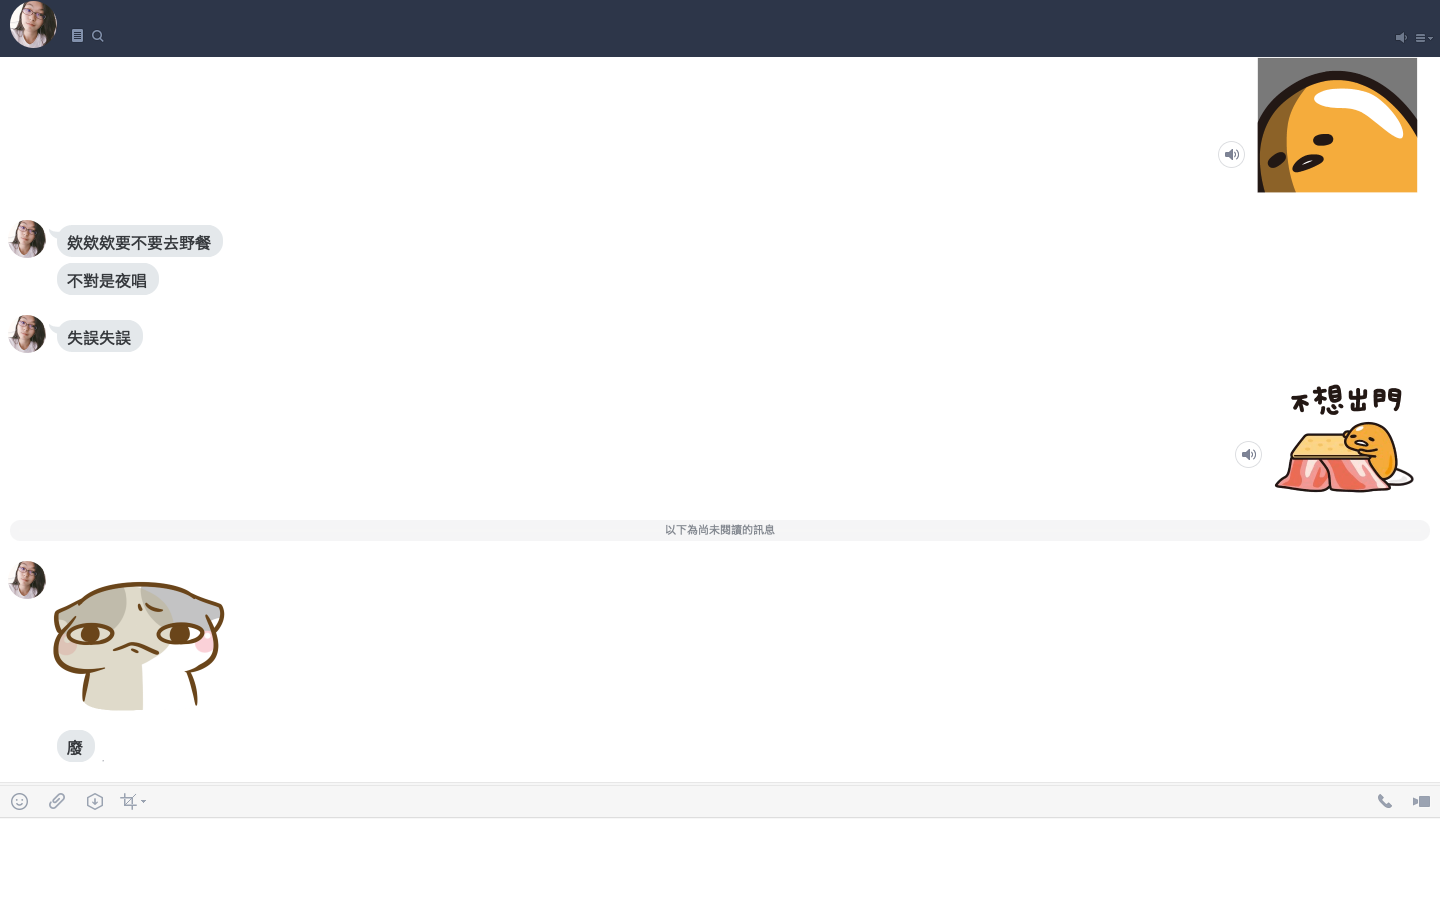 欸欸欸要不要去野餐
不對是夜唱
失誤失誤
不想出門
以下為尚未閱讀的訊息
廢